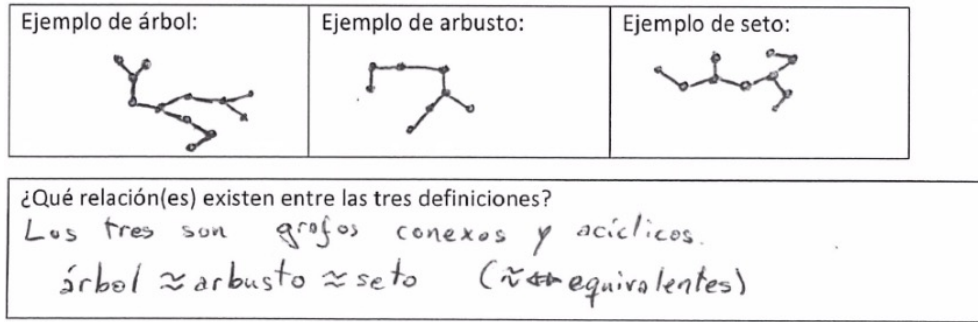 Ejemplo de árbol:
Ejemplo de arbusto:
Ejemplo de seto:
¿Qué relación(es) existen entre las tres definiciones?
Los tres son grafos conexos y acíclicos.
árbol ≈ arbusto ≈ seto (≈ equivalentes)